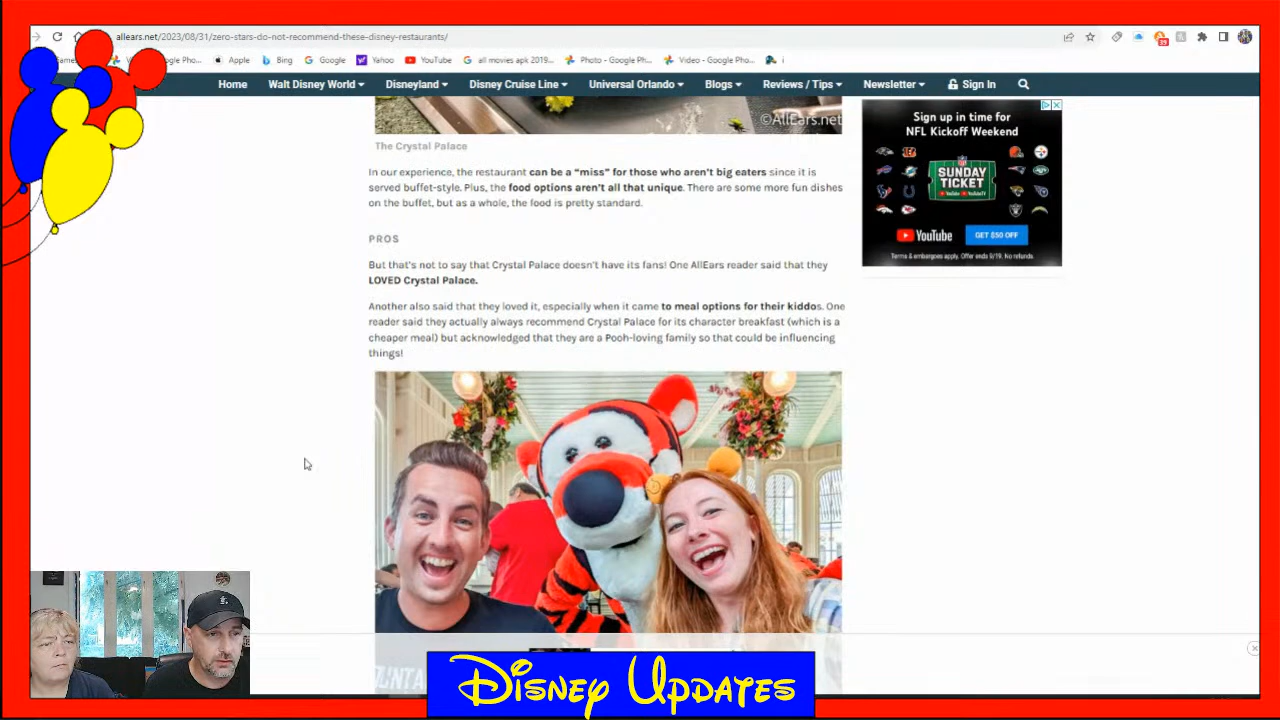 allears.net/2023/08/31/zero-stars-do-not-recommend-these-disney-restaurants/
Apple
Bing
Google
Yahoo
YouTube
all movies apk 2019...
Photo - Google Ph...
Video - Google Pho...
Home
Walt Disney World
Disneyland
Disney Cruise Line
Universal Orlando
Blogs
Reviews / Tips
Newsletter
Sign In
©AllEars.net
The Crystal Palace
In our experience, the restaurant can be a “miss” for those who aren’t big eaters since it is
served buffet-style. Plus, the food options aren’t all that unique. There are some more fun dishes
on the buffet, but as a whole, the food is pretty standard.
PROS
But that’s not to say that Crystal Palace doesn’t have its fans! One AllEars reader said that they
LOVED Crystal Palace.
Another also said that they loved it, especially when it came to meal options for their kiddos. One
reader said they actually always recommend Crystal Palace for its character breakfast (which is a
cheaper meal) but acknowledged that they are a Pooh-loving family so that could be influencing
things!
Sign up in time for
NFL Kickoff Weekend
SUNDAY
TICKET
YouTube
GET $50 OFF
Terms & embargoes apply. Offer ends 9/19. No refunds.
Disney Updates